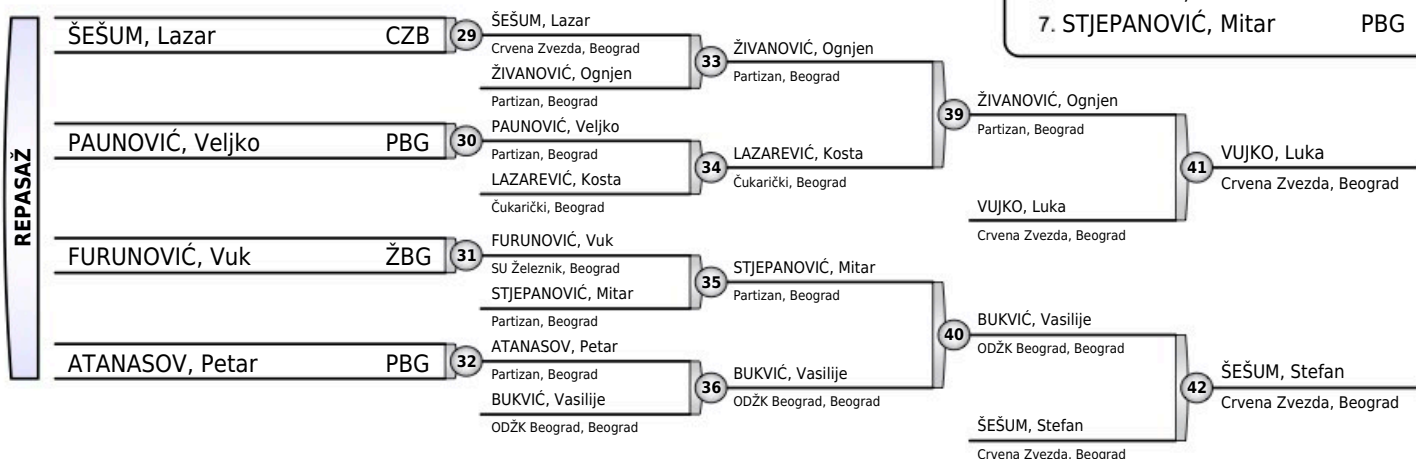 7. STJEPANOVIĆ, Mitar PBG
REPASAŽ
ŠEŠUM, Lazar CZB
PAUNOVIĆ, Veljko PBG
FURUNOVIĆ, Vuk ŽBG
ATANASOV, Petar PBG
29
ŠEŠUM, Lazar
Crvena Zvezda, Beograd
ŽIVANOVIĆ, Ognjen
Partizan, Beograd
30
PAUNOVIĆ, Veljko
Partizan, Beograd
LAZAREVIĆ, Kosta
Čukarički, Beograd
31
FURUNOVIĆ, Vuk
SU Železnik, Beograd
STJEPANOVIĆ, Mitar
Partizan, Beograd
32
ATANASOV, Petar
Partizan, Beograd
BUKVIĆ, Vasilije
ODŽK Beograd, Beograd
33
ŽIVANOVIĆ, Ognjen
Partizan, Beograd
34
LAZAREVIĆ, Kosta
Čukarički, Beograd
35
STJEPANOVIĆ, Mitar
Partizan, Beograd
36
BUKVIĆ, Vasilije
ODŽK Beograd, Beograd
39
ŽIVANOVIĆ, Ognjen
Partizan, Beograd
VUJKO, Luka
Crvena Zvezda, Beograd
40
BUKVIĆ, Vasilije
ODŽK Beograd, Beograd
ŠEŠUM, Stefan
Crvena Zvezda, Beograd
41
VUJKO, Luka
Crvena Zvezda, Beograd
42
ŠEŠUM, Stefan
Crvena Zvezda, Beograd